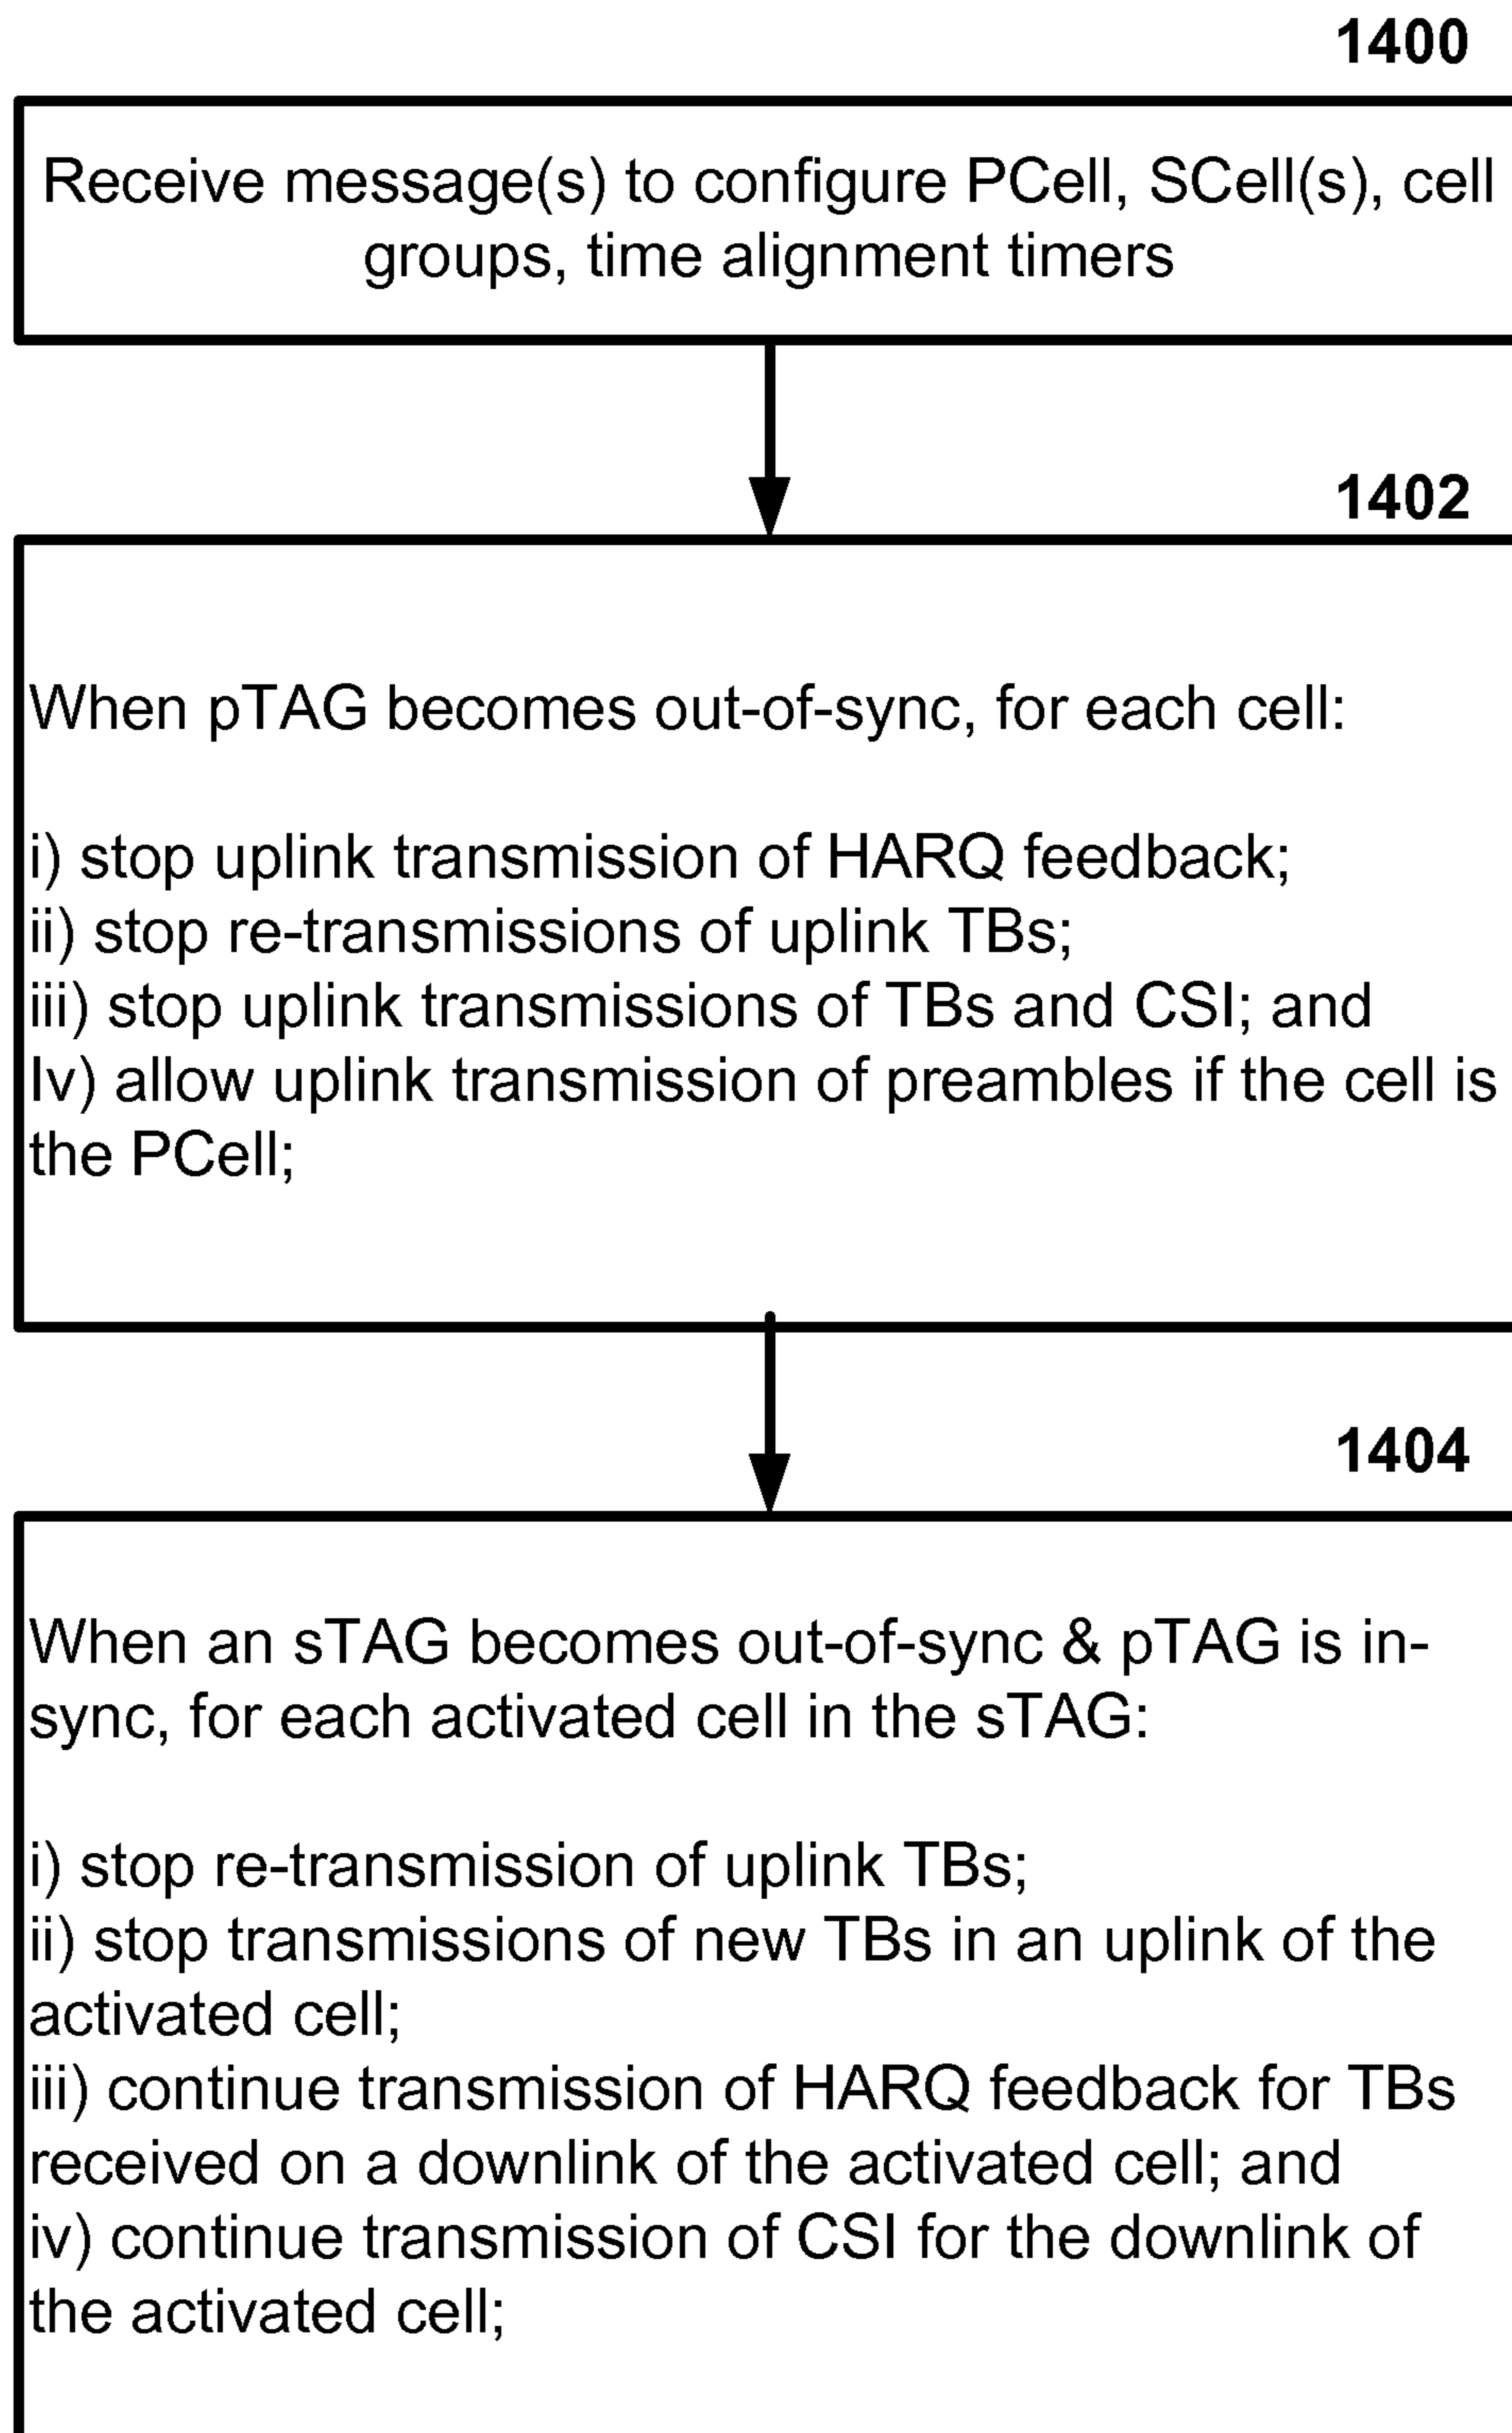 1400
Receive message(s) to configure PCell, SCell(s), cell
groups, time alignment timers
1402
When pTAG becomes out-of-sync, for each cell:
i) stop uplink transmission of HARQ feedback;
ii) stop re-transmissions of uplink TBs;
iii) stop uplink transmissions of TBs and CSI; and
Iv) allow uplink transmission of preambles if the cell is
the PCell;
1404
When an sTAG becomes out-of-sync & pTAG is in-
sync, for each activated cell in the sTAG:
i) stop re-transmission of uplink TBs;
ii) stop transmissions of new TBs in an uplink of the
activated cell;
iii) continue transmission of HARQ feedback for TBs
received on a downlink of the activated cell; and
iv) continue transmission of CSI for the downlink of
the activated cell;